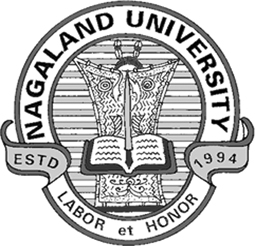 NAGALAND UNIVERSITY
ESTD 1994
LABOR et HONOR